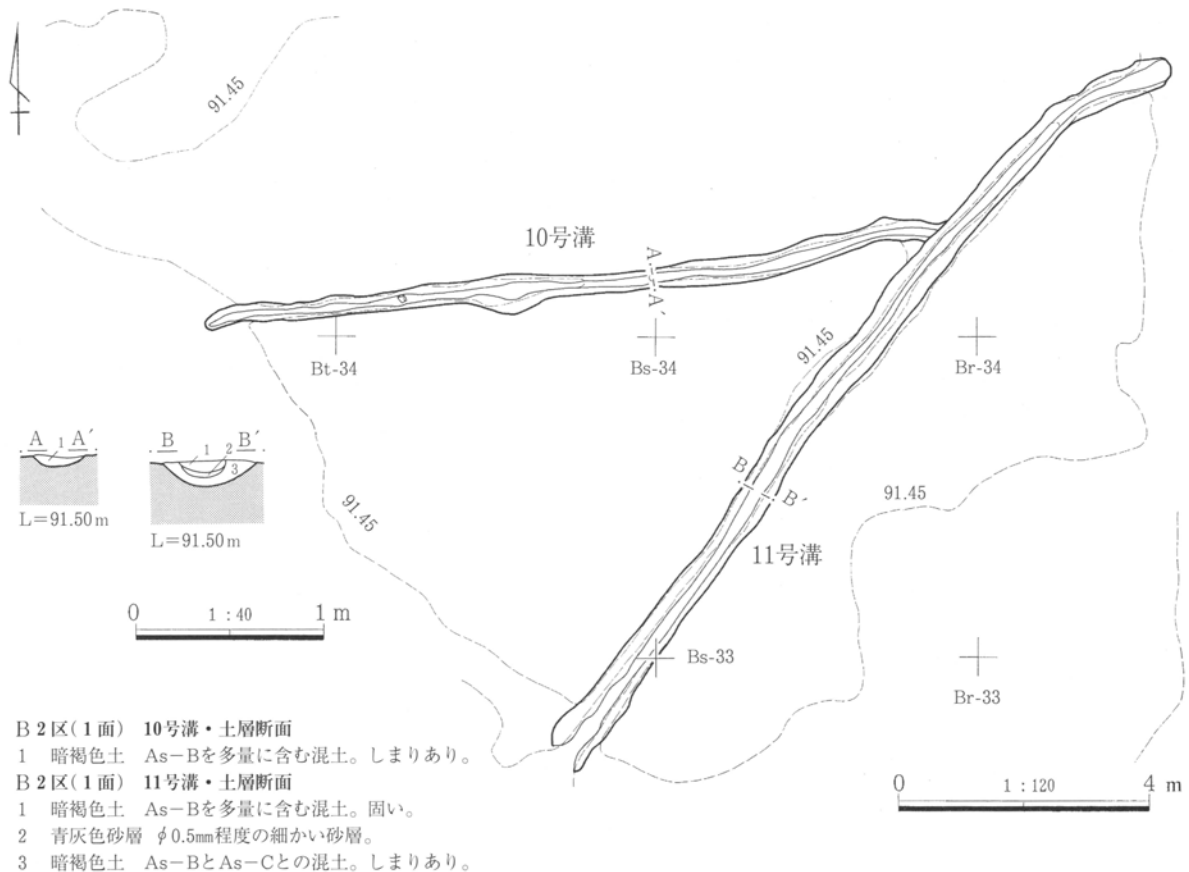 91.45
10号溝
A
A′
Bt-34
Bs-34
91.45
Br-34
A 1 A′
B 1 2 B′
3
L=91.50m
L=91.50m
91.45
B
B′
91.45
11号溝
0 1:40 1 m
Bs-33
Br-33
B 2区(1面) 10号溝・土層断面
1 暗褐色土 As-Bを多量に含む混土。しまりあり。
B 2区(1面) 11号溝・土層断面
1 暗褐色土 As-Bを多量に含む混土。固い。
2 青灰色砂層 φ0.5mm程度の細かい砂層。
3 暗褐色土 As-BとAs-Cとの混土。しまりあり。
0 1:120 4 m